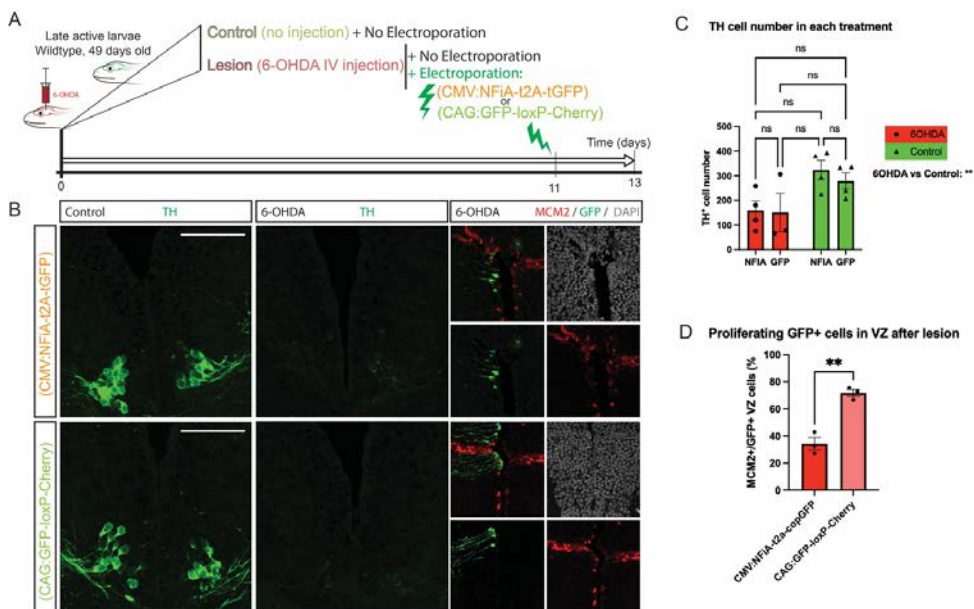 A
Late active larvae
Wildtype, 49 days old
6-OHDA
Control (no injection) + No Electroporation
Lesion (6-OHDA IV injection)
+ No Electroporation
+ Electroporation:
(CMV:NFiA-t2A-tGFP)
or
(CAG:GFP-loxP-Cherry)
Time (days)
0
11
13
B
Control TH
6-OHDA TH
6-OHDA MCM2 / GFP / DAPI
(CMV:NFiA-t2A-tGFP)
(CAG:GFP-loxP-Cherry)
C
TH cell number in each treatment
ns
ns
ns
ns
ns
ns
TH+ cell number
500
400
300
200
100
0
NFIA
GFP
NFIA
GFP
6OHDA
Control
6OHDA vs Control: **
D
Proliferating GFP+ cells in VZ after lesion
MCM2+/GFP+ VZ cells (%
100
80
60
40
20
0
**
CMV:NFiA-t2a-copGFP
CAG:GFP-loxP-Cherry